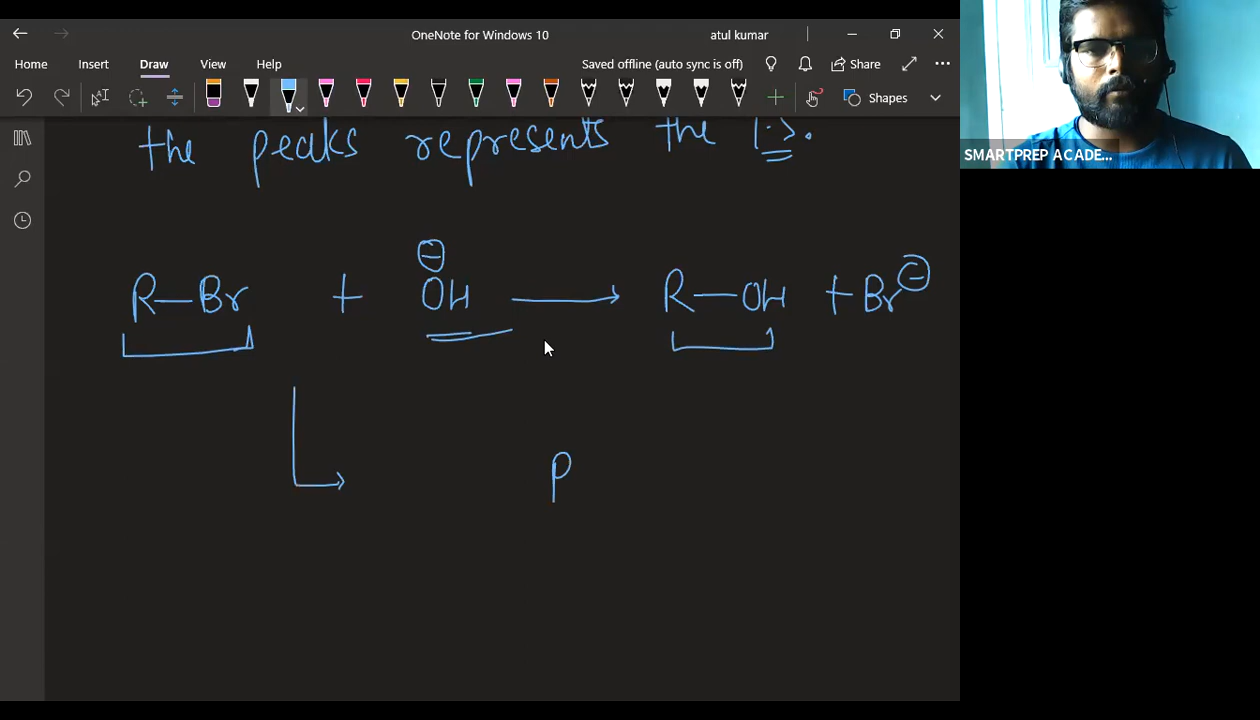 OneNote for Windows 10
atul kumar
Home Insert Draw View Help
Saved offline (auto sync is off) Share
Shapes
SMARTPREP ACADE...
the peaks represents the T.S.
R—Br + OH⊖ → R—OH + Br⊖
P